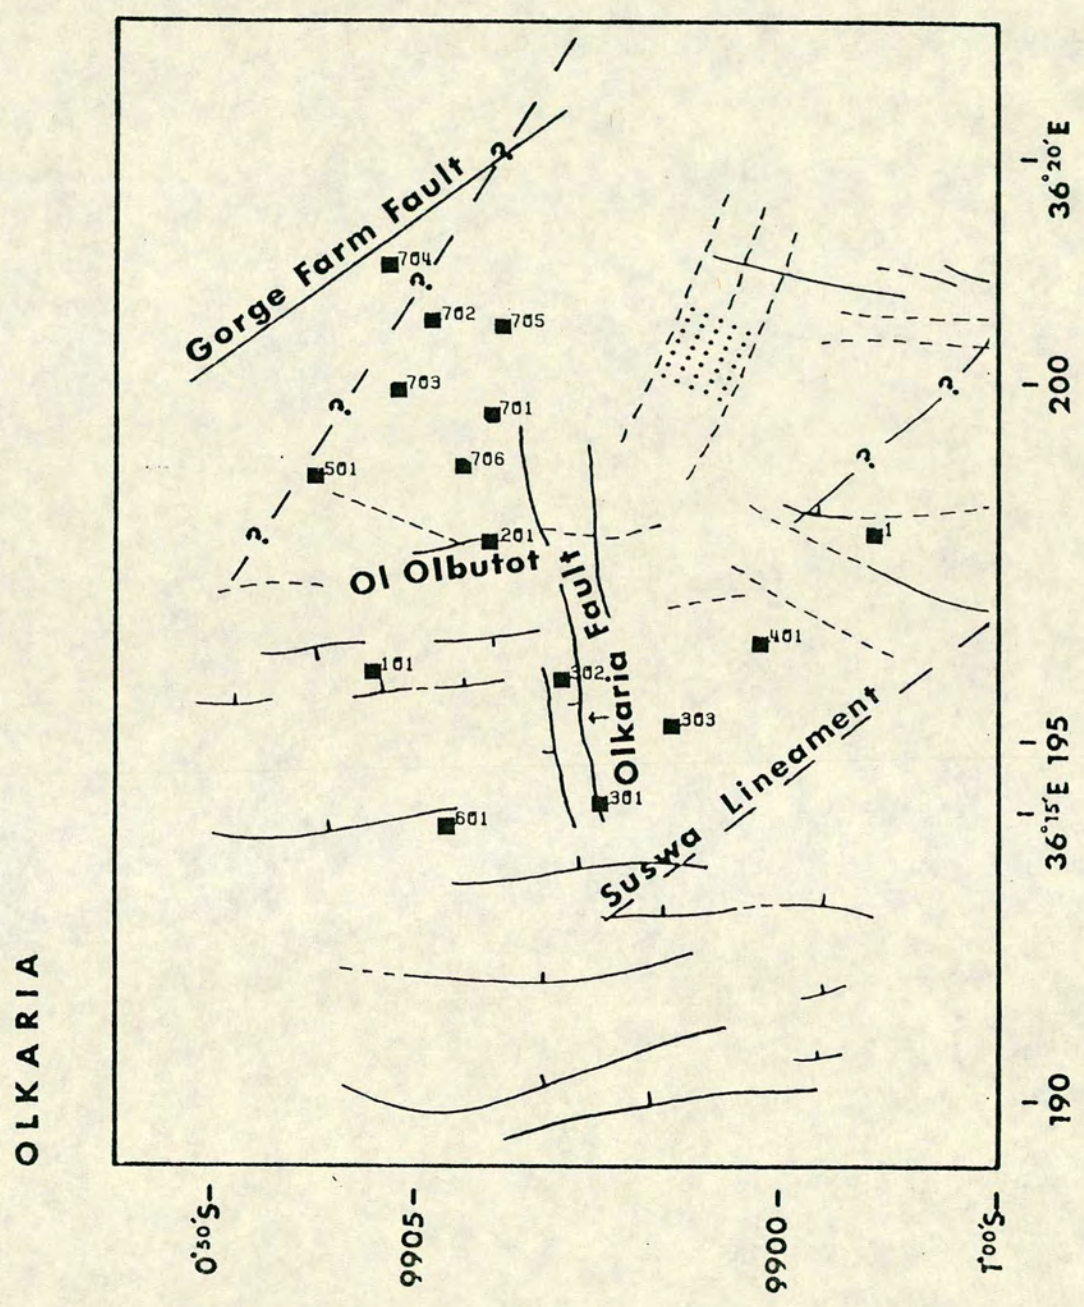 OLKARIA
Gorge Farm Fault
?
704
?
702
705
703
?
701
706
501
?
201
Ol Olbutot
Olkaria Fault
101
302
303
301
601
401
1
?
?
Suswa Lineament
0°50'S
9905
9900
1°00'S
36°20'E
200
195
36°15'E
190